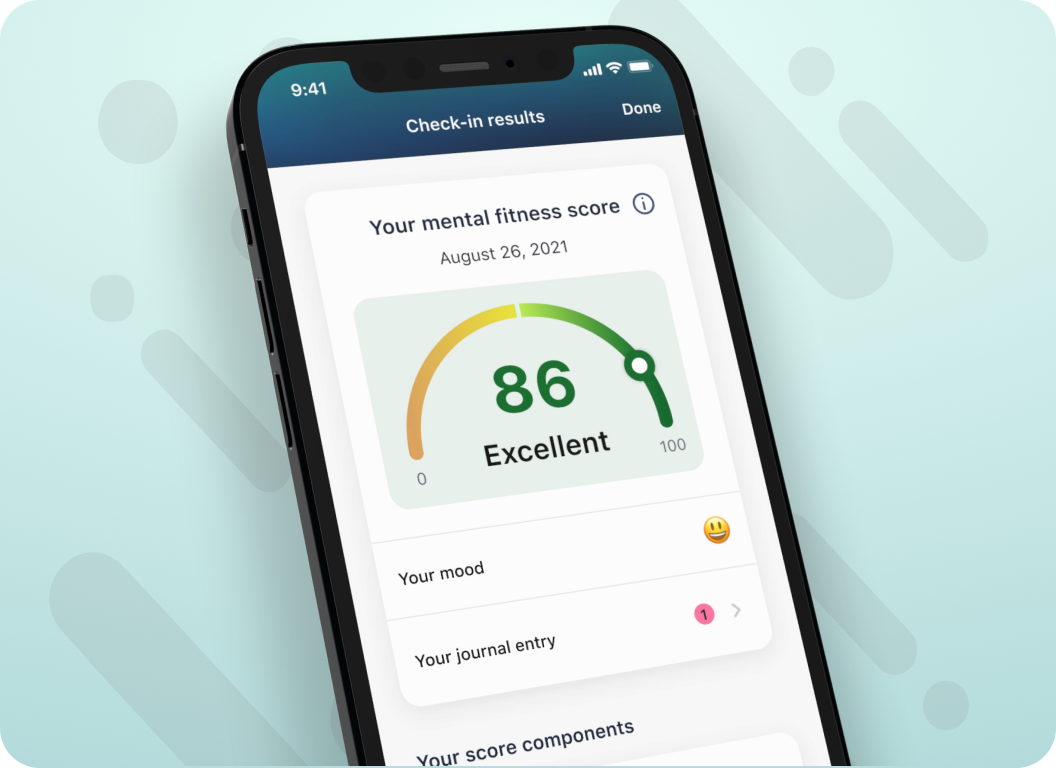 9:41
Check-in results
Done
Your mental fitness score
August 26, 2021
86
Excellent
0
100
Your mood
Your journal entry
1
Your score components